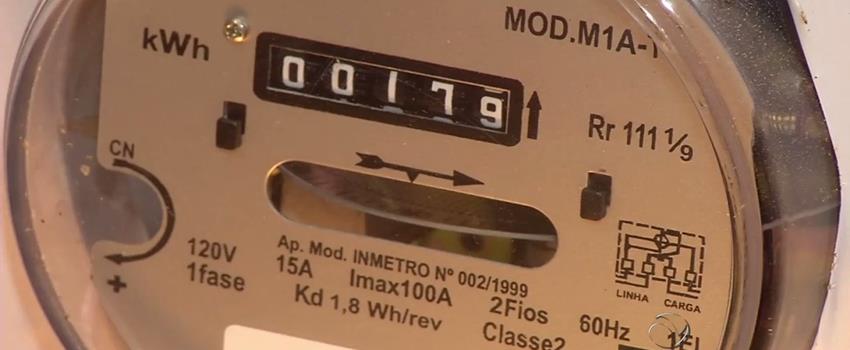 MOD.M1A-
kWh
00179
Rr 111 1/9
CN
120V
1fase
+
Ap. Mod. INMETRO Nº 002/1999
15A Imax100A
Kd 1,8 Wh/rev
2Fios
Classe2
60Hz
LINHA CARGA